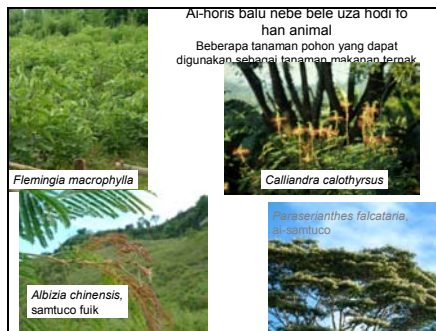 Ai-horis balu nebe bele uza hodi fo
han animal
Beberapa tanaman pohon yang dapat
digunakan sebagai tanaman makanan ternak
Flemingia macrophylla
Calliandra calothyrsus
Albizia chinensis,
samtuco fuik
Paraserianthes falcataria,
ai-samtuco